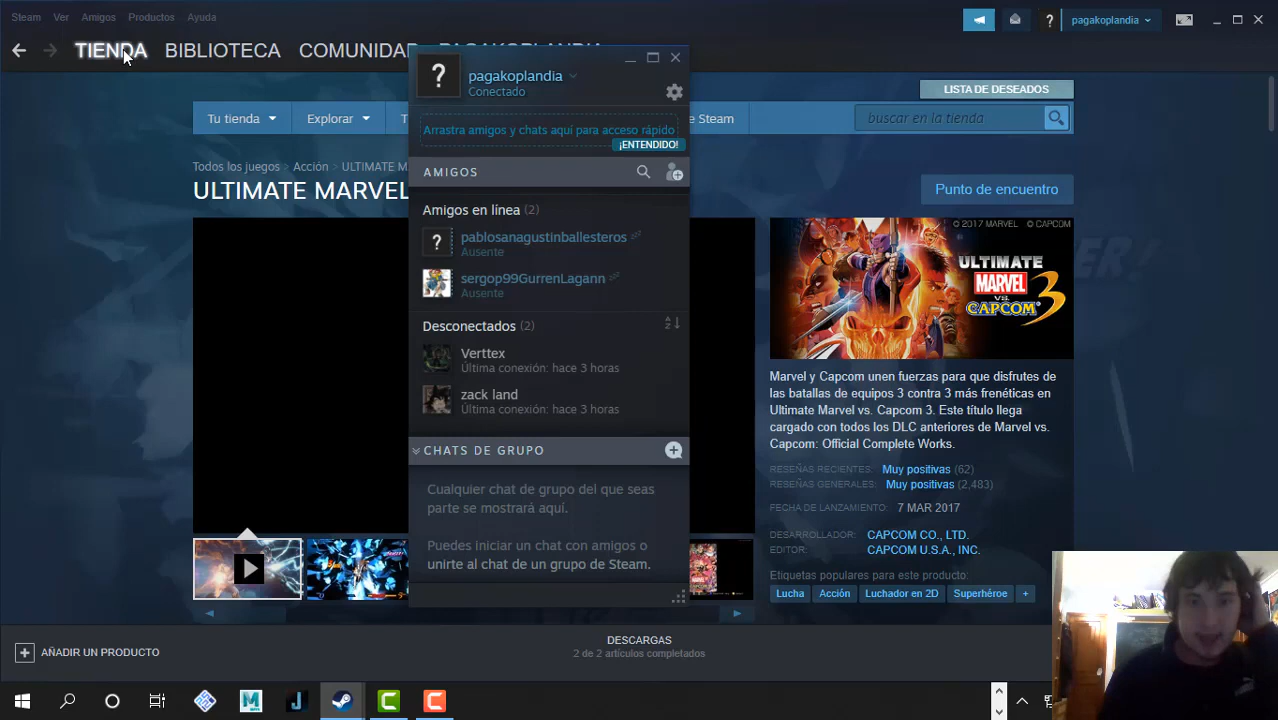 Steam Ver Amigos Productos Ayuda
pagakoplandia
TIENDA BIBLIOTECA COMUNIDAD PAGAKOPLANDIA
pagakoplandia
Conectado
LISTA DE DESEADOS
Tu tienda Explorar
Steam
buscar en la tienda
Arrastra amigos y chats aquí para acceso rápido
¡ENTENDIDO!
Todos los juegos > Acción > ULTIMATE M
ULTIMATE MARVEL
Punto de encuentro
AMIGOS
Amigos en línea (2)
pablosanagustinballesteros
Ausente
sergop99GurrenLagann
Ausente
Desconectados (2)
Verttex
Última conexión: hace 3 horas
zack land
Última conexión: hace 3 horas
CHATS DE GRUPO
Cualquier chat de grupo del que seas
parte se mostrará aquí.
Puedes iniciar un chat con amigos o
unirte al chat de un grupo de Steam.
© 2017 MARVEL © CAPCOM
ULTIMATE
MARVEL
VS.
CAPCOM 3
Marvel y Capcom unen fuerzas para que disfrutes de
las batallas de equipos 3 contra 3 más frenéticas en
Ultimate Marvel vs. Capcom 3. Este título llega
cargado con todos los DLC anteriores de Marvel vs.
Capcom: Official Complete Works.
RESEÑAS RECIENTES: Muy positivas (62)
RESEÑAS GENERALES: Muy positivas (2,483)
FECHA DE LANZAMIENTO: 7 MAR 2017
DESARROLLADOR: CAPCOM CO., LTD.
EDITOR: CAPCOM U.S.A., INC.
Etiquetas populares para este producto:
Lucha Acción Luchador en 2D Superhéroe +
AÑADIR UN PRODUCTO
DESCARGAS
2 de 2 artículos completados